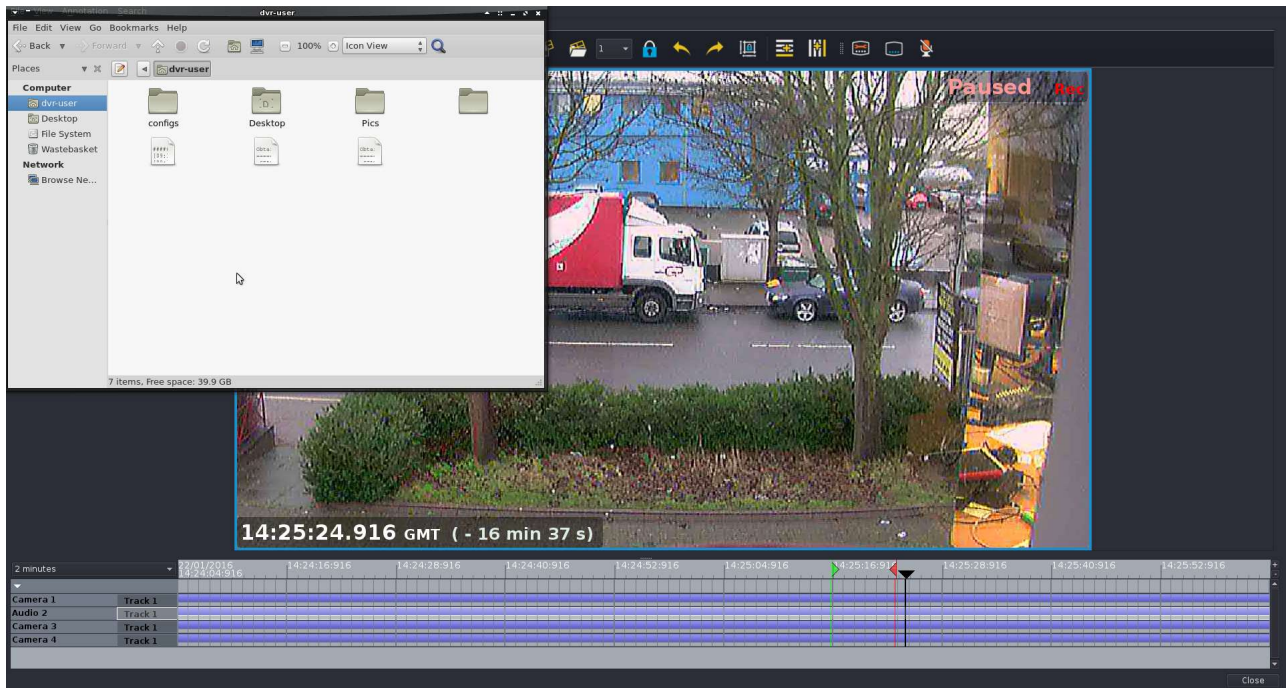 View Annotation Search
dvr-user
File Edit View Go Bookmarks Help
Back Forward 100% Icon View
1
Places dvr-user
Computer
dvr-user
Desktop
File System
Wastebasket
Network
Browse Ne...
configs Desktop Pics
7 items, Free space: 39.9 GB
Paused Rec
GP
14:25:24.916 GMT ( - 16 min 37 s)
2 minutes
22/01/2016 14:24:16:916 14:24:28:916 14:24:40:916 14:24:52:916 14:25:04:916 14:25:16:916 14:25:28:916 14:25:40:916 14:25:52:916
14:24:04:916
Camera 1 Track 1
Audio 2 Track 1
Camera 3 Track 1
Camera 4 Track 1
Close